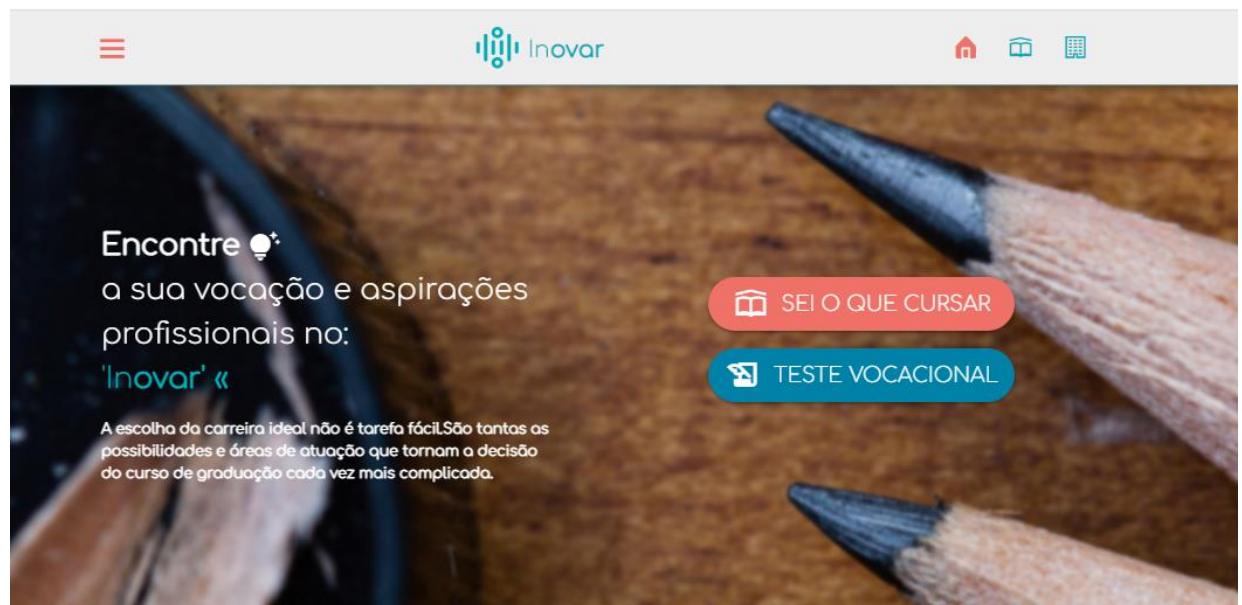 Inovar
Encontre
a sua vocação e aspirações
profissionais no:
'Inovar' «
SEI O QUE CURSAR
TESTE VOCACIONAL
A escolha da carreira ideal não é tarefa fácil.São tantas as
possibilidades e áreas de atuação que tornam a decisão
do curso de graduação cada vez mais complicada.